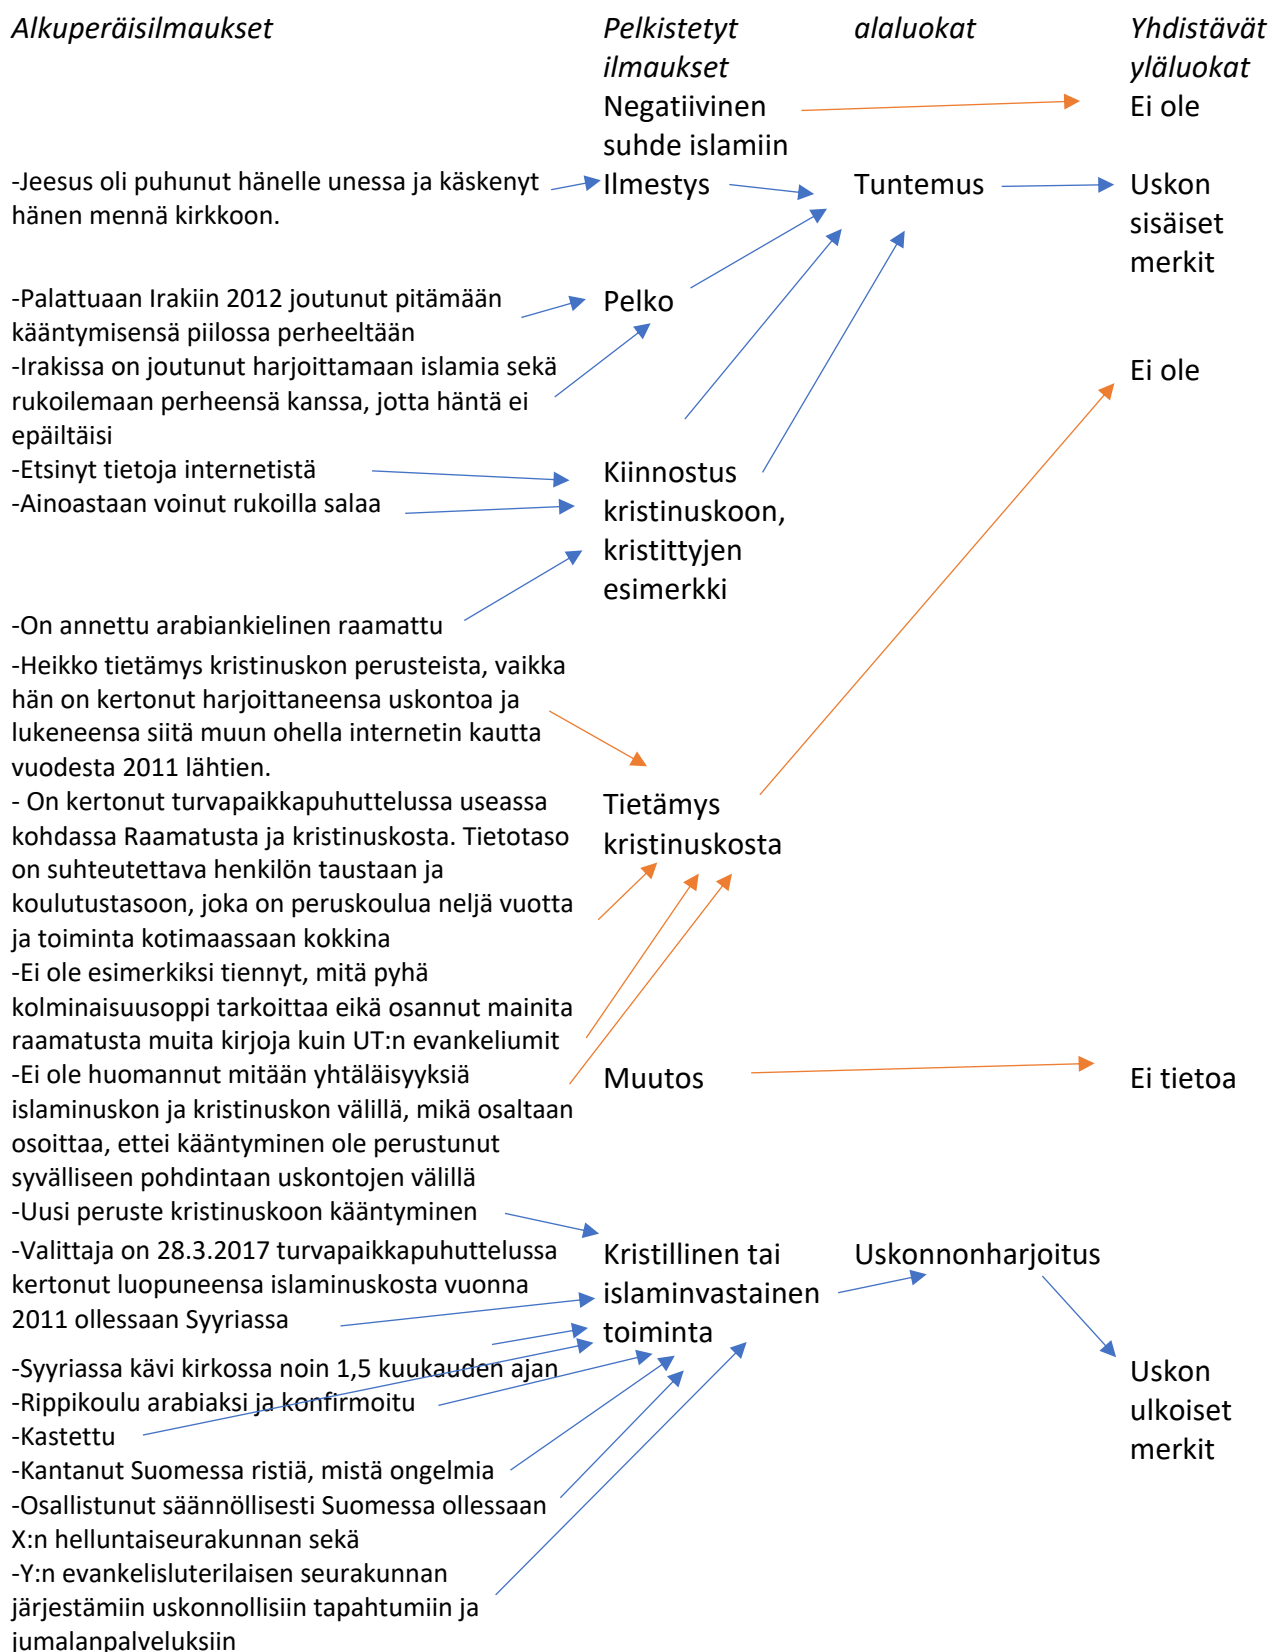 Alkuperäisilmaukset
Pelkistetyt
ilmaukset
alaluokat
Yhdistävät
yläluokat
Negatiivinen
suhde islamiin
Ei ole
-Jeesus oli puhunut hänelle unessa ja käskenyt
hänen mennä kirkkoon.
Ilmestys
Tuntemus
Uskon
sisäiset
merkit
-Palattuaan Irakiin 2012 joutunut pitämään
kääntymisensä piilossa perheeltään
-Irakissa on joutunut harjoittamaan islamia sekä
rukoilemaan perheensä kanssa, jotta häntä ei
epäiltäisi
Pelko
Ei ole
-Etsinyt tietoja internetistä
-Ainoastaan voinut rukoilla salaa
Kiinnostus
kristinuskoon,
kristittyjen
esimerkki
-On annettu arabiankielinen raamattu
-Heikko tietämys kristinuskon perusteista, vaikka
hän on kertonut harjoittaneensa uskontoa ja
lukeneensa siitä muun ohella internetin kautta
vuodesta 2011 lähtien.
- On kertonut turvapaikkapuhuttelussa useassa
kohdassa Raamatusta ja kristinuskosta. Tietotaso
on suhteutettava henkilön taustaan ja
koulutustasoon, joka on peruskoulua neljä vuotta
ja toiminta kotimaassaan kokkina
Tietämys
kristinuskosta
-Ei ole esimerkiksi tiennyt, mitä pyhä
kolminaisuusoppi tarkoittaa eikä osannut mainita
raamatusta muita kirjoja kuin UT:n evankeliumit
-Ei ole huomannut mitään yhtäläisyyksiä
islaminuskon ja kristinuskon välillä, mikä osaltaan
osoittaa, ettei kääntyminen ole perustunut
syvälliseen pohdintaan uskontojen välillä
Muutos
Ei tietoa
-Uusi peruste kristinuskoon kääntyminen
-Valittaja on 28.3.2017 turvapaikkapuhuttelussa
kertonut luopuneensa islaminuskosta vuonna
2011 ollessaan Syyriassa
Kristillinen tai
islaminvastainen
toiminta
Uskonnonharjoitus
-Syyriassa kävi kirkossa noin 1,5 kuukauden ajan
-Rippikoulu arabiaksi ja konfirmoitu
-Kastettu
-Kantanut Suomessa ristiä, mistä ongelmia
Uskon
ulkoiset
merkit
-Osallistunut säännöllisesti Suomessa ollessaan
X:n helluntaiseurakunnan sekä
-Y:n evankelisluterilaisen seurakunnan
järjestämiin uskonnollisiin tapahtumiin ja
jumalanpalveluksiin